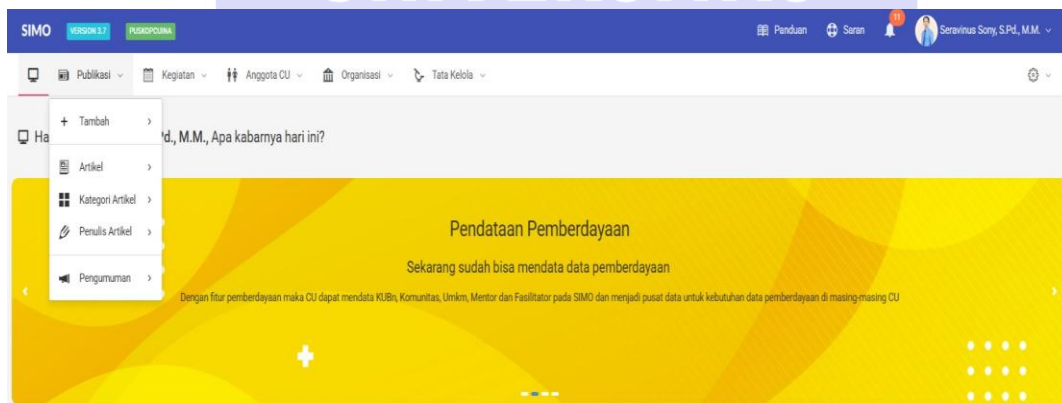 SIMO VERSION 3.7 PUSKOPCUINA Panduan Saran 11 Seravinus Sony, S.Pd., M.M.
Publikasi Kegiatan Anggota CU Organisasi Tata Kelola
Tambah
Ha 'd., M.M., Apa kabarnya hari ini?
Artikel
Kategori Artikel
Penulis Artikel
Pengumuman
Pendataan Pemberdayaan
Sekarang sudah bisa mendata data pemberdayaan
Dengan fitur pemberdayaan maka CU dapat mendata KUBn, Komunitas, Umkm, Mentor dan Fasilitator pada SIMO dan menjadi pusat data untuk kebutuhan data pemberdayaan di masing-masing CU